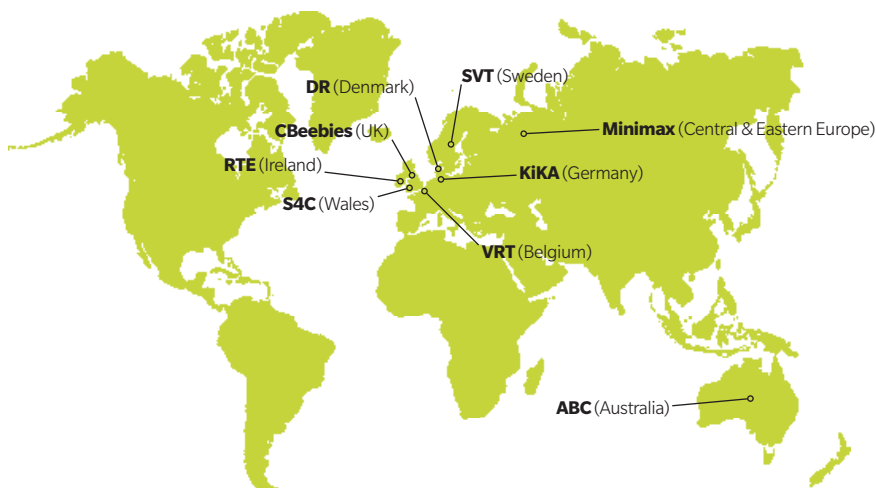 SVT (Sweden)
DR (Denmark)
CBeebies (UK)
Minimax (Central & Eastern Europe)
RTE (Ireland)
KiKA (Germany)
S4C (Wales)
VRT (Belgium)
ABC (Australia)